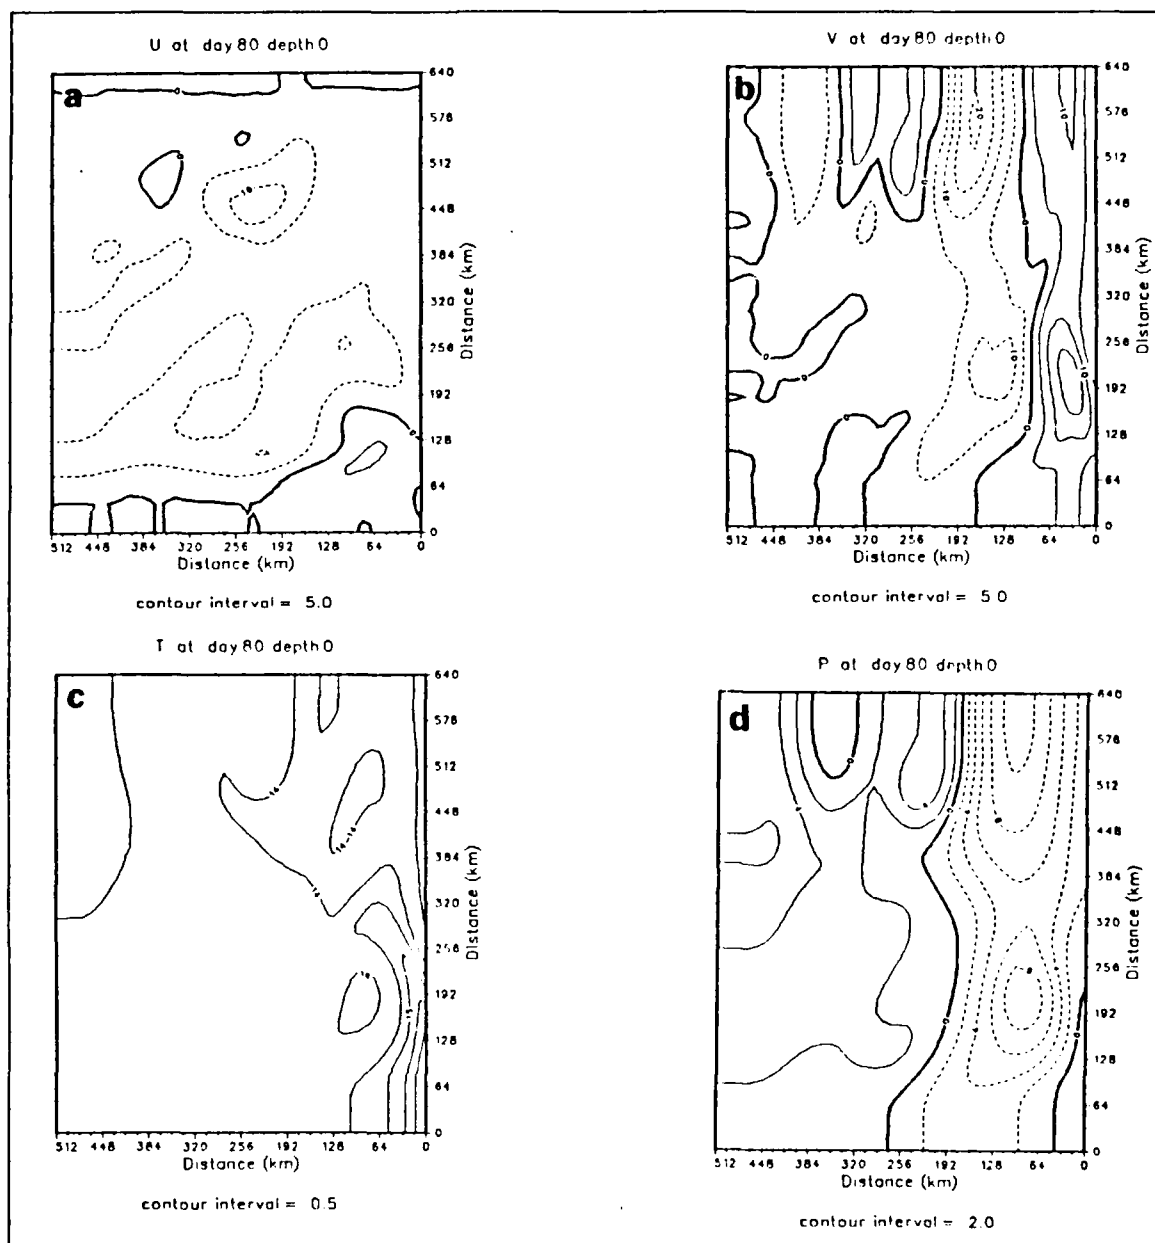 U at day 80 depth 0
a
640
576
512
448
384
320
256
192
128
64
0
Distance (km)
512 448 384 320 256 192 128 64 0
Distance (km)
contour interval = 5.0
V at day 80 depth 0
b
640
576
512
448
384
320
256
192
128
64
0
Distance (km)
512 448 384 320 256 192 128 64 0
Distance (km)
contour interval = 5.0
T at day 80 depth 0
c
640
576
512
448
384
320
256
192
128
64
0
Distance (km)
512 448 384 320 256 192 128 64 0
Distance (km)
contour interval = 0.5
P at day 80 depth 0
d
640
576
512
448
384
320
256
192
128
64
0
Distance (km)
512 448 384 320 256 192 128 64 0
Distance (km)
contour interval = 2.0